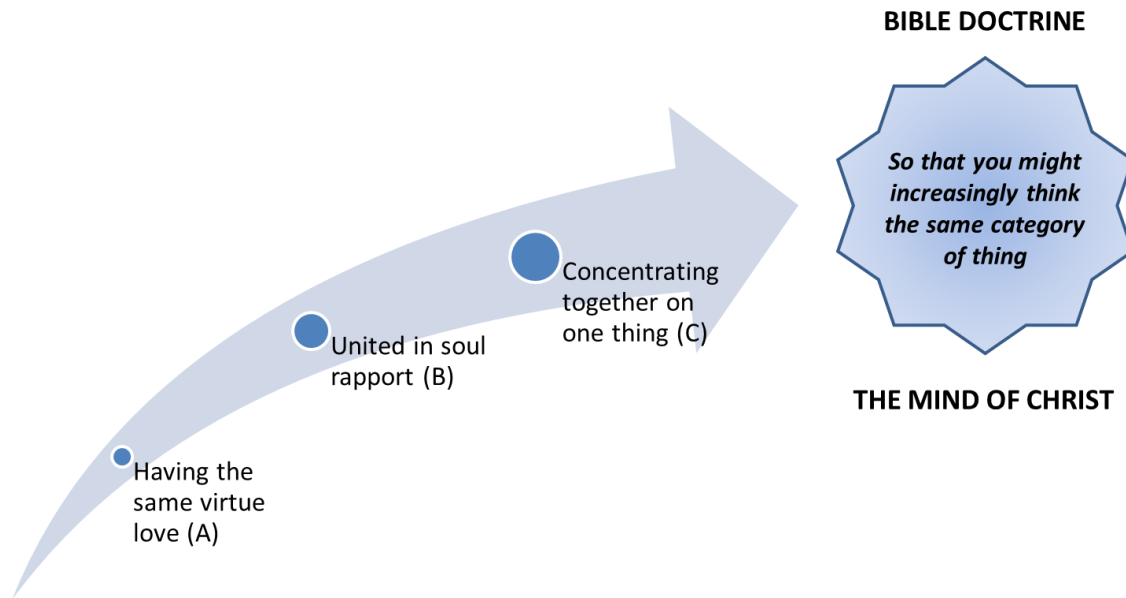 BIBLE DOCTRINE
So that you might
increasingly think
the same category
of thing
THE MIND OF CHRIST
Concentrating
together on
one thing (C)
United in soul
rapport (B)
Having the
same virtue
love (A)